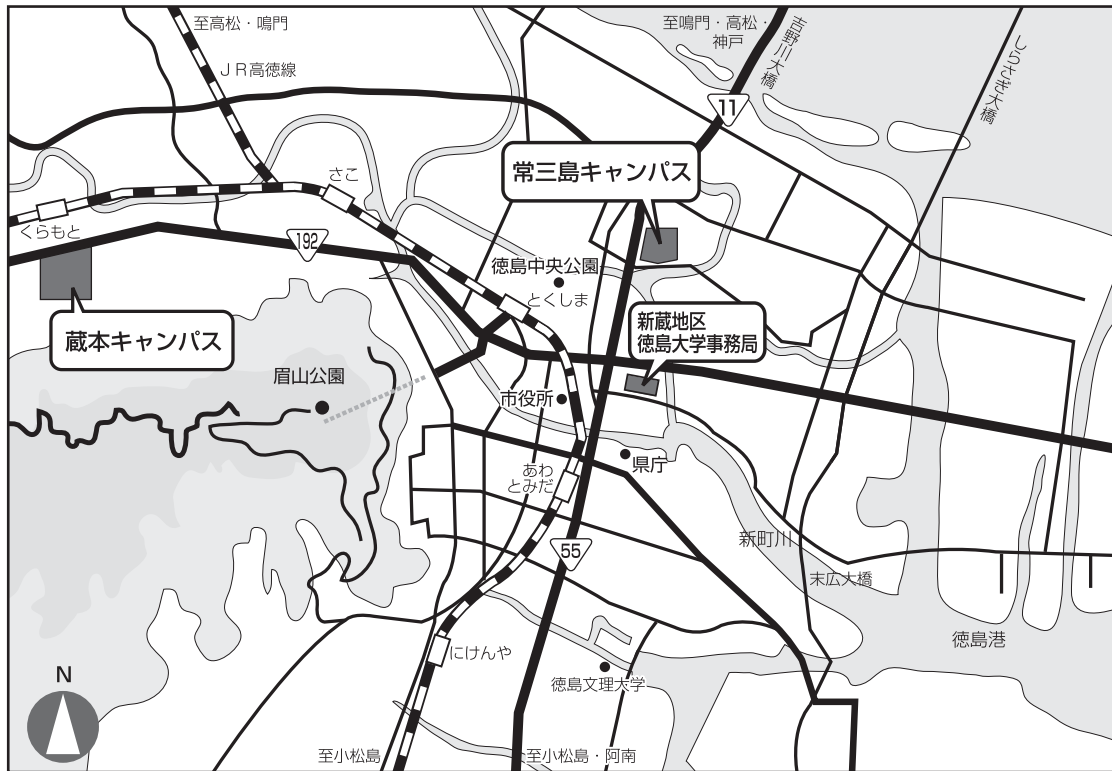 至高松・鳴門
JR高徳線
至鳴門・高松・
神戸
吉野川大橋
しらさぎ大橋
11
常三島キャンパス
さこ
くらもと
192
徳島中央公園
とくしま
蔵本キャンパス
新蔵地区
徳島大学事務局
眉山公園
市役所
県庁
あわ
とみだ
55
新町川
末広大橋
徳島港
にけんや
徳島文理大学
N
至小松島
至小松島・阿南